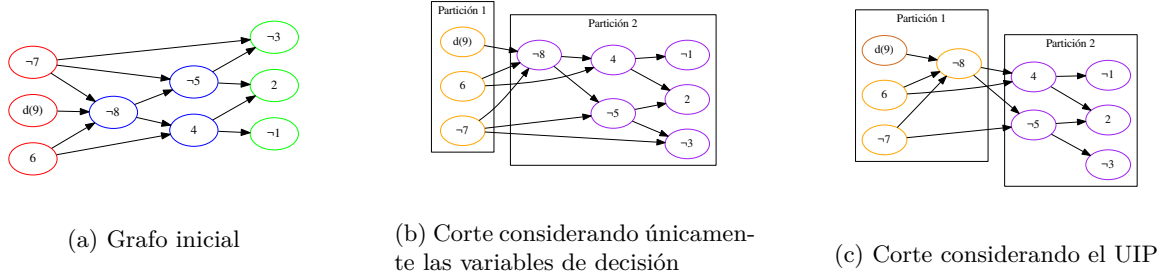 ¬7
d(9)
6
¬8
¬5
4
¬3
2
¬1
(a) Grafo inicial
Partición 1
d(9)
6
¬7
Partición 2
¬8
4
¬5
¬1
2
¬3
(b) Corte considerando únicamen-
te las variables de decisión
Partición 1
d(9)
6
¬7
¬8
Partición 2
4
¬5
¬1
2
¬3
(c) Corte considerando el UIP